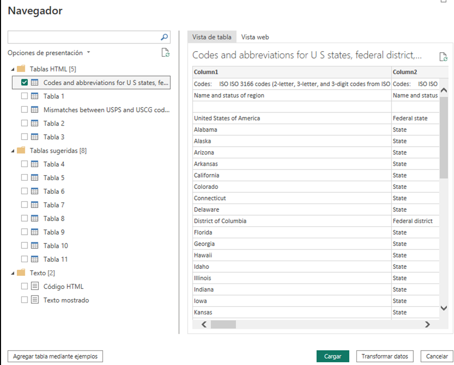 Navegador
Opciones de presentación
Tablas HTML [5]
Codes and abbreviations for U S states, fe...
Tabla 1
Mismatches between USPS and USCG cod...
Tabla 2
Tabla 3
Tablas sugeridas [8]
Tabla 4
Tabla 5
Tabla 6
Tabla 7
Tabla 8
Tabla 9
Tabla 10
Tabla 11
Texto [2]
Código HTML
Texto mostrado
Vista de tabla Vista web
Codes and abbreviations for U S states, federal district,...
Column1 Column2
Codes: ISO ISO 3166 codes (2-letter, 3-letter, and 3-digit codes from ISO Codes: ISO ISO
Name and status of region Name and status
United States of America Federal state
Alabama State
Alaska State
Arizona State
Arkansas State
California State
Colorado State
Connecticut State
Delaware State
District of Columbia Federal district
Florida State
Georgia State
Hawaii State
Idaho State
Illinois State
Indiana State
Iowa State
Kansas State
Agregar tabla mediante ejemplos Cargar Transformar datos Cancelar